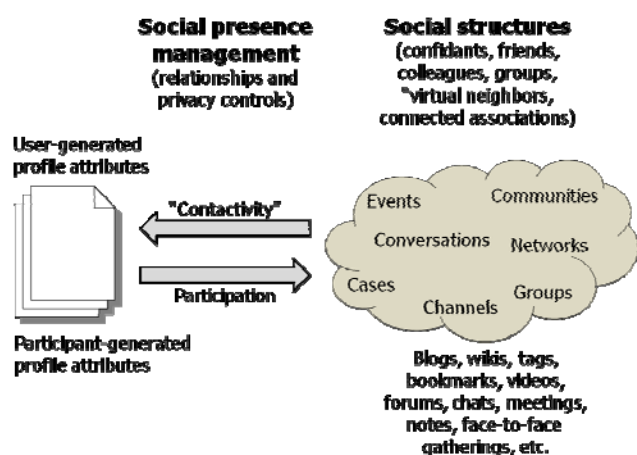 Social presence
management
(relationships and
privacy controls)
Social structures
(confidants, friends,
colleagues, groups,
"virtual neighbors,
connected associations)
User-generated
profile attributes
"Contactivity"
Participation
Participant-generated
profile attributes
Events
Communities
Conversations
Networks
Cases
Channels
Groups
Blogs, wikis, tags,
bookmarks, videos,
forums, chats, meetings,
notes, face-to-face
gatherings, etc.